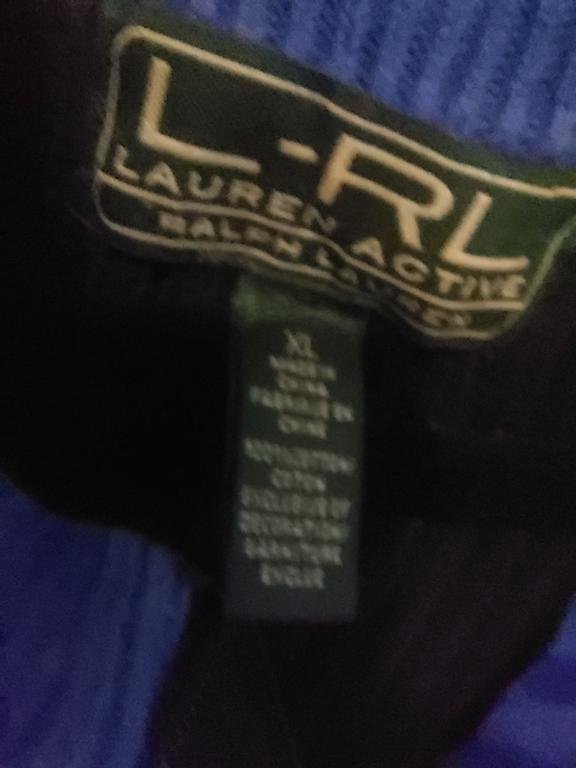 L-RL
LAUREN ACTIVE
RALPH LAUREN
XL
MADE IN
CHINA
FABRIQUE EN
CHINE
100% COTTON/
COTON
EXCLUSIVE OF
DECORATION/
GARNITURE
EXCLUE